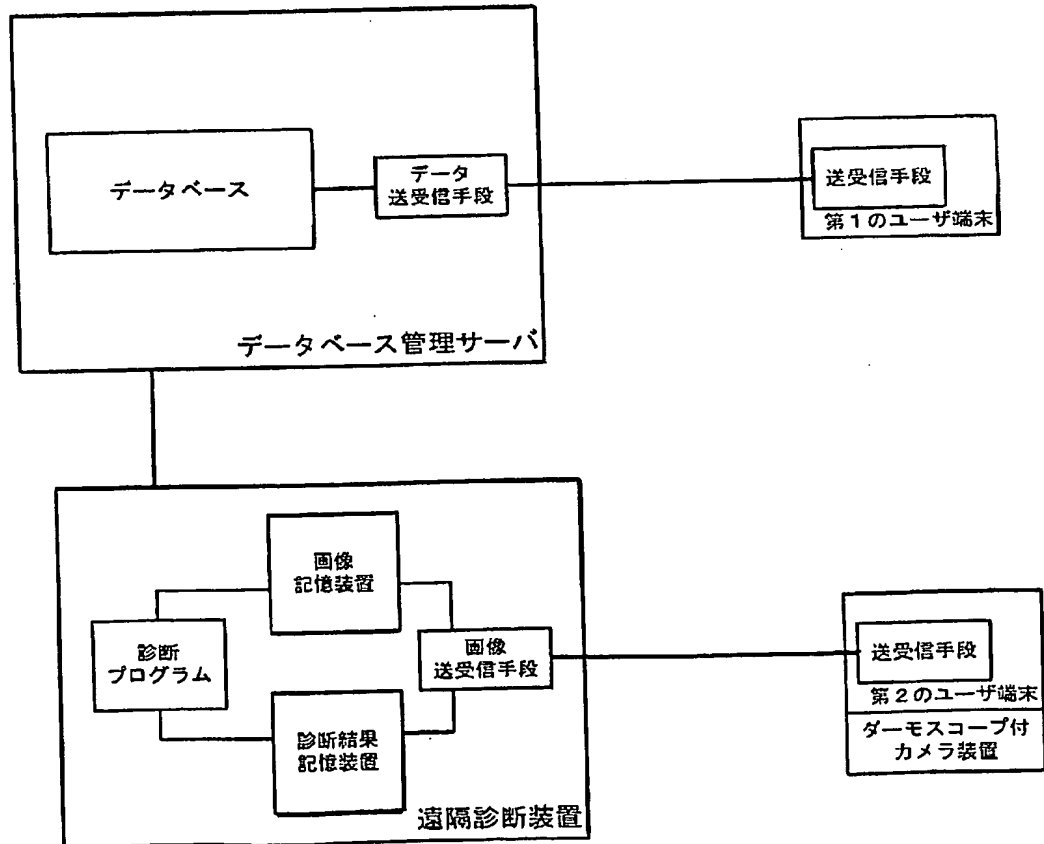 データベース
データ
送受信手段
データベース管理サーバ
送受信手段
第1のユーザ端末
画像
記憶装置
診断
プログラム
画像
送受信手段
診断結果
記憶装置
遠隔診断装置
送受信手段
第2のユーザ端末
ダーモスコープ付
カメラ装置